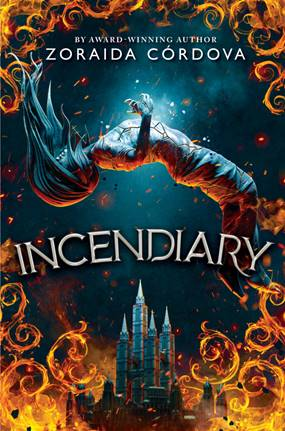 BY AWARD-WINNING AUTHOR
ZORAIDA CÓRDOVA
INCENDIARY